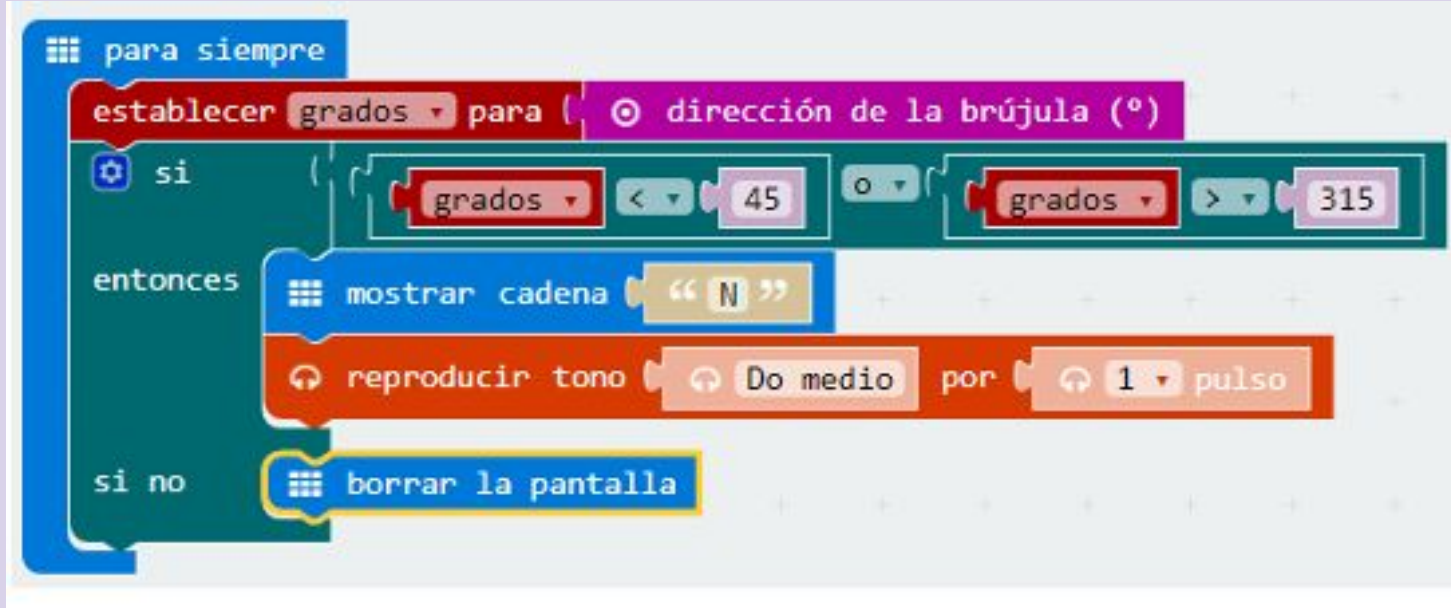 para siempre
establecer grados para dirección de la brújula (º)
si grados < 45 o grados > 315
entonces mostrar cadena “ N ”
reproducir tono Do medio por 1 pulso
si no borrar la pantalla